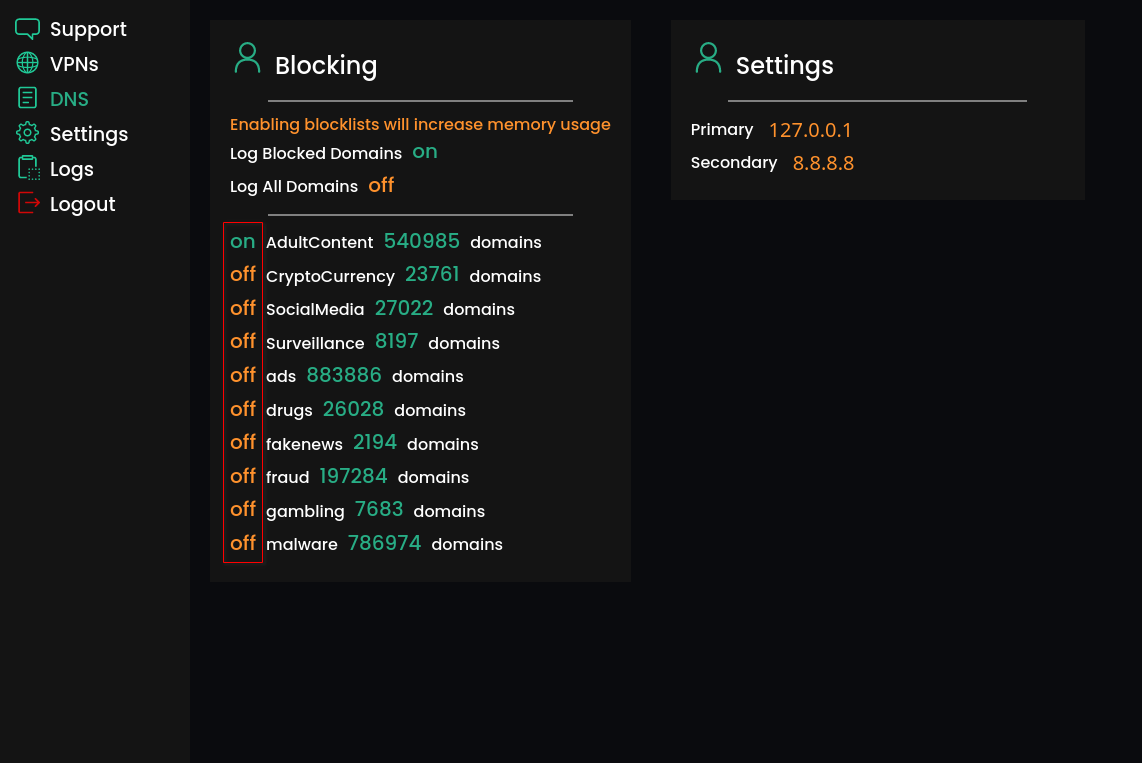 Support
VPNs
DNS
Settings
Logs
Logout
Blocking
Enabling blocklists will increase memory usage
Log Blocked Domains on
Log All Domains off
on AdultContent 540985 domains
off CryptoCurrency 23761 domains
off SocialMedia 27022 domains
off Surveillance 8197 domains
off ads 883886 domains
off drugs 26028 domains
off fakenews 2194 domains
off fraud 197284 domains
off gambling 7683 domains
off malware 786974 domains
Settings
Primary 127.0.0.1
Secondary 8.8.8.8